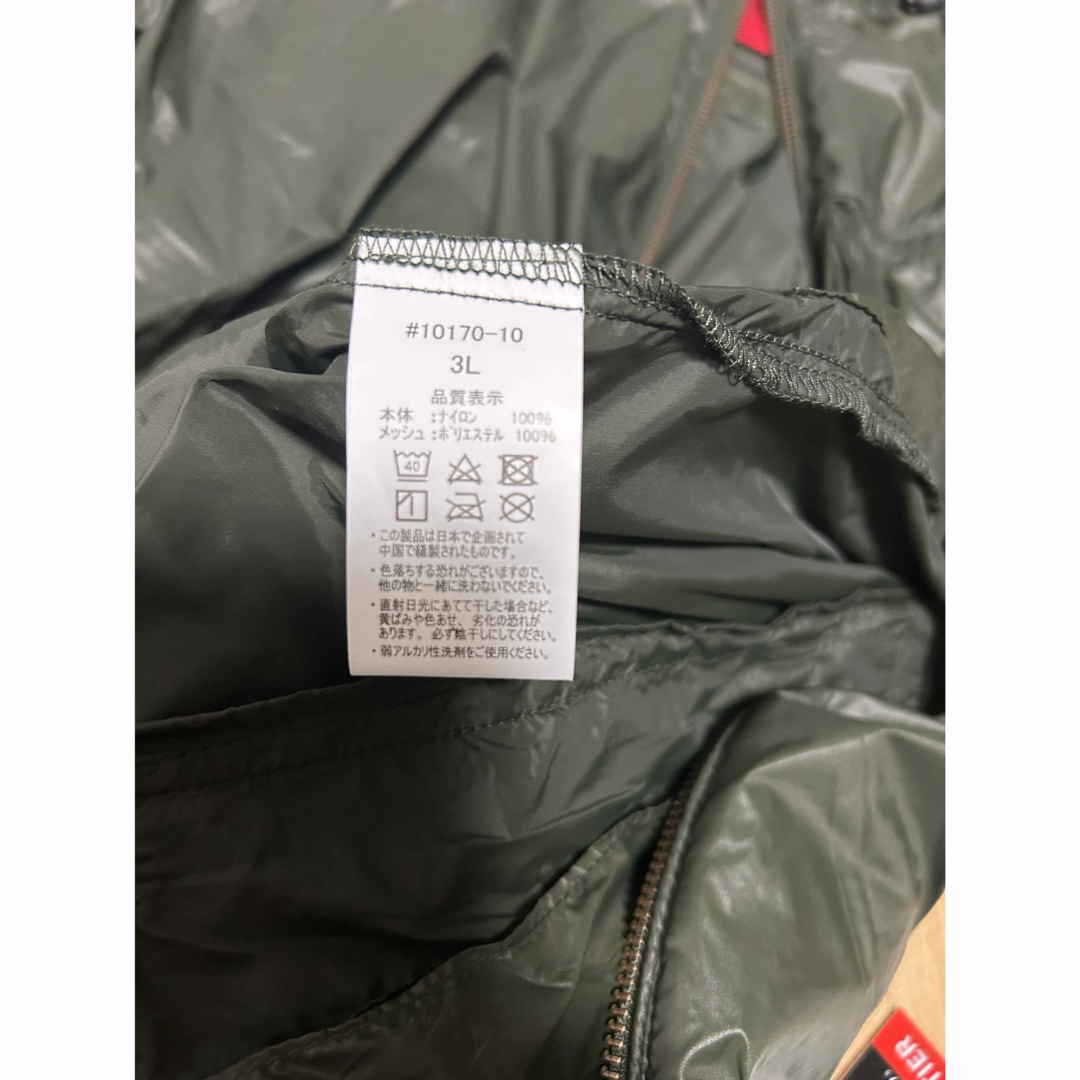 #10170-10
3L
品質表示
本体 :ナイロン 100%
メッシュ:ポリエステル 100%
40
・この製品は日本で企画されて
中国で縫製されたものです。
・色落ちする恐れがございますので、
他の物と一緒に洗わないでください。
・直射日光にあてて干した場合など、
黄ばみや色あせ、劣化の恐れが
あります。必ず陰干しにしてください。
・弱アルカリ性洗剤をご使用ください。
TIER